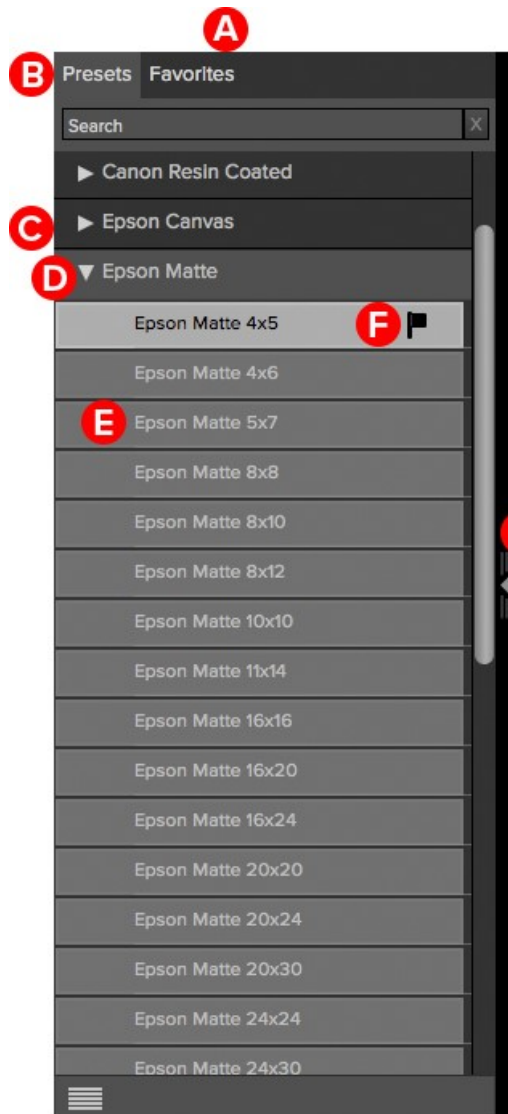 A
B Presets Favorites
Search X
Canon Resin Coated
C Epson Canvas
D Epson Matte
Epson Matte 4x5 F
Epson Matte 4x6
E Epson Matte 5x7
Epson Matte 8x8
Epson Matte 8x10
Epson Matte 8x12
Epson Matte 10x10
Epson Matte 11x14
Epson Matte 16x16
Epson Matte 16x20
Epson Matte 16x24
Epson Matte 20x20
Epson Matte 20x24
Epson Matte 20x30
Epson Matte 24x24
Epson Matte 24x30